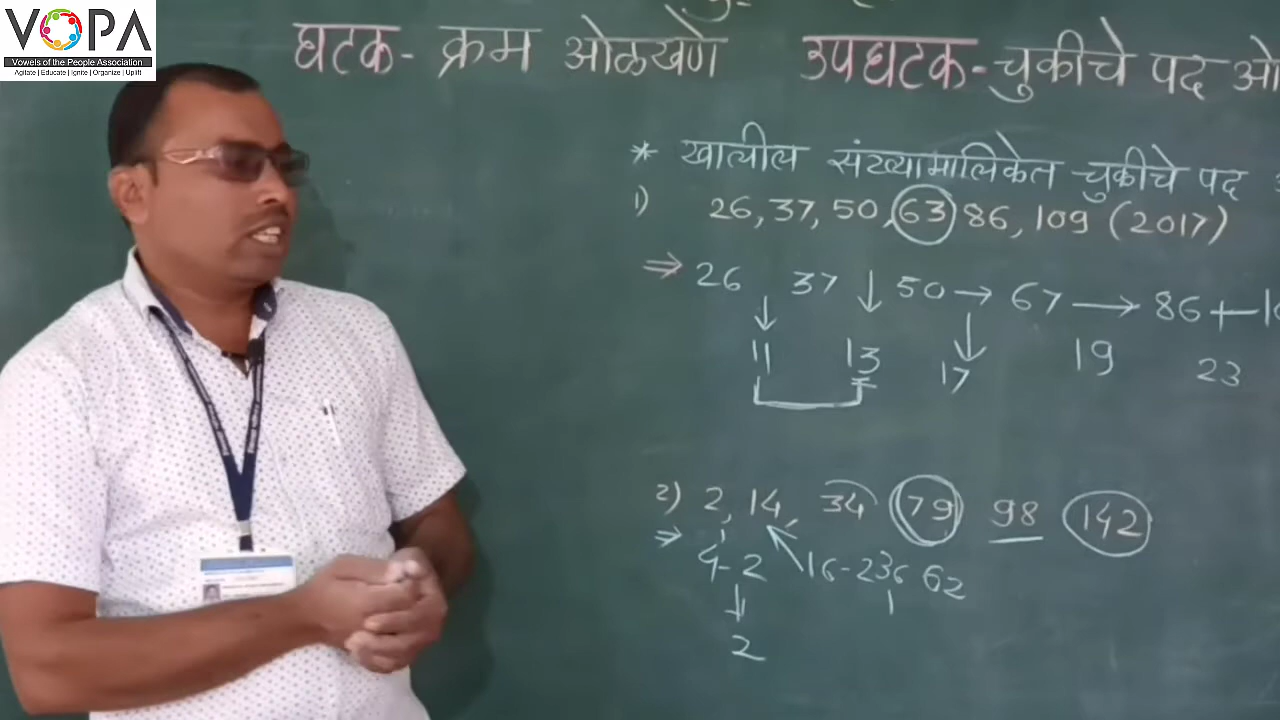 VOPA
Vowels of the People Association
Agitate | Educate | Ignite | Organize | Uplift
घटक- क्रम ओळखणे उपघटक-चुकीचे पद
* खालील संख्यामालिकेत चुकीचे पद
1) 26, 37, 50, 63 86, 109 (2017)
⇒ 26 37 ↓ 50 → 67 → 86
11 13 17 19 23
2) 2, 14 34 79 98 142
⇒ 4-2 16-2 36 62
2